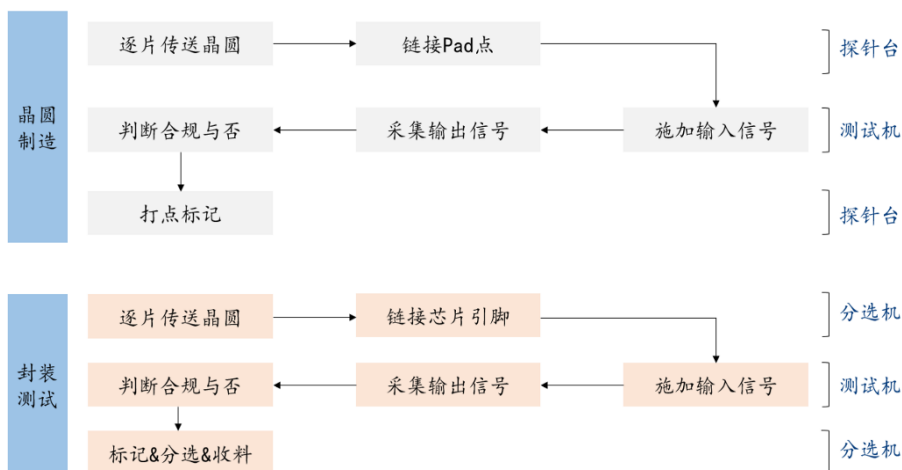 晶圆
制造
逐片传送晶圆
链接Pad点
探针台
判断合规与否
采集输出信号
施加输入信号
测试机
打点标记
探针台
封装
测试
逐片传送晶圆
链接芯片引脚
分选机
判断合规与否
采集输出信号
施加输入信号
测试机
标记&分选&收料
分选机